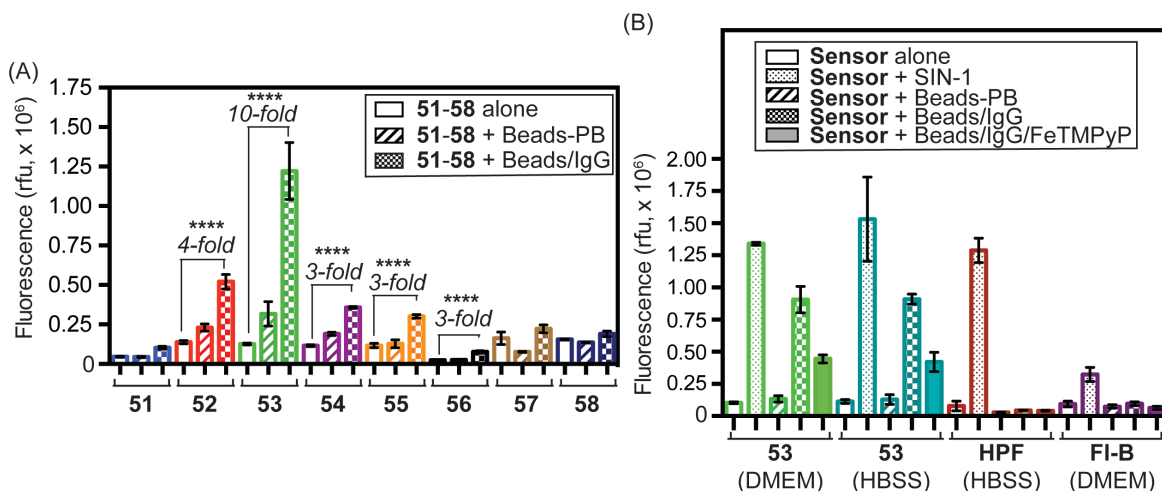 (A)
Fluorescence (rfu, x 10⁶)
1.75
1.50
1.25
1.00
0.75
0.50
0.25
0
****
10-fold
****
4-fold
****
3-fold
****
3-fold
****
3-fold
51-58 alone
51-58 + Beads-PB
51-58 + Beads/IgG
51 52 53 54 55 56 57 58
(B)
Sensor alone
Sensor + SIN-1
Sensor + Beads-PB
Sensor + Beads/IgG
Sensor + Beads/IgG/FeTMPyP
Fluorescence (rfu, x 10⁶)
2.00
1.75
1.50
1.25
1.00
0.75
0.50
0.25
0
53 53 HPF FI-B
(DMEM) (HBSS) (HBSS) (DMEM)